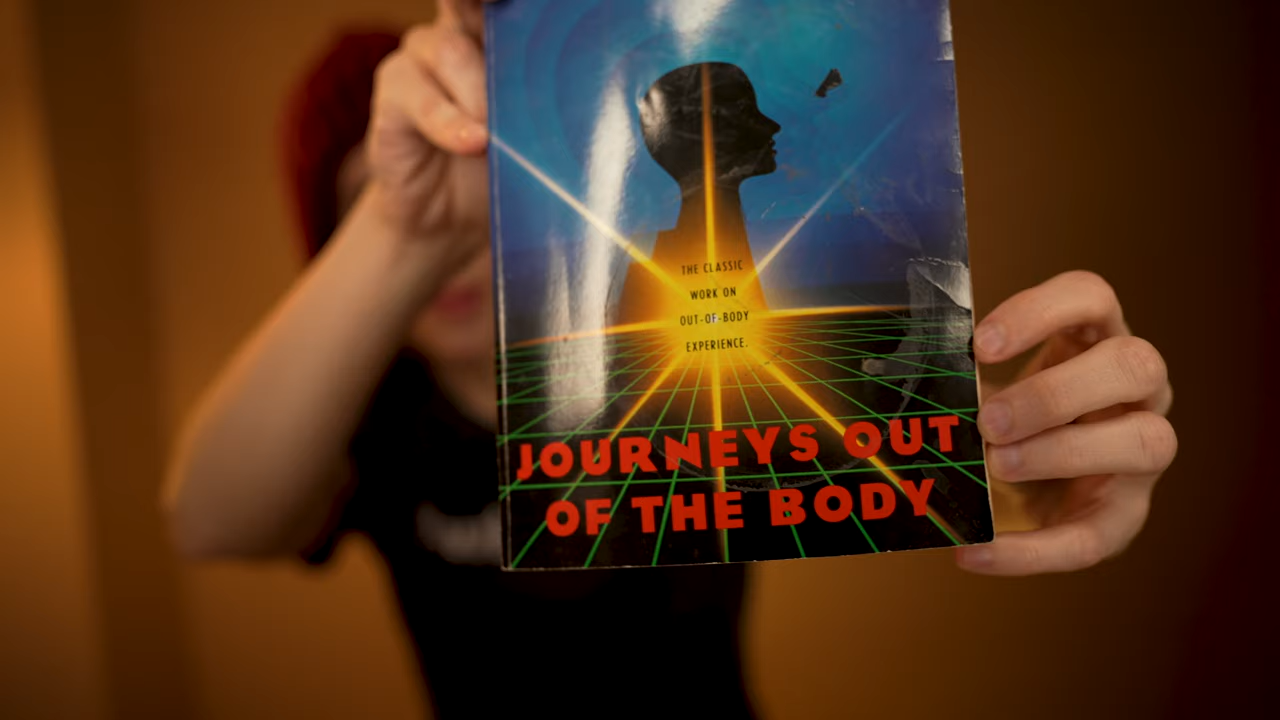 THE CLASSIC
WORK ON
OUT-OF-BODY
EXPERIENCE.
JOURNEYS OUT
OF THE BODY